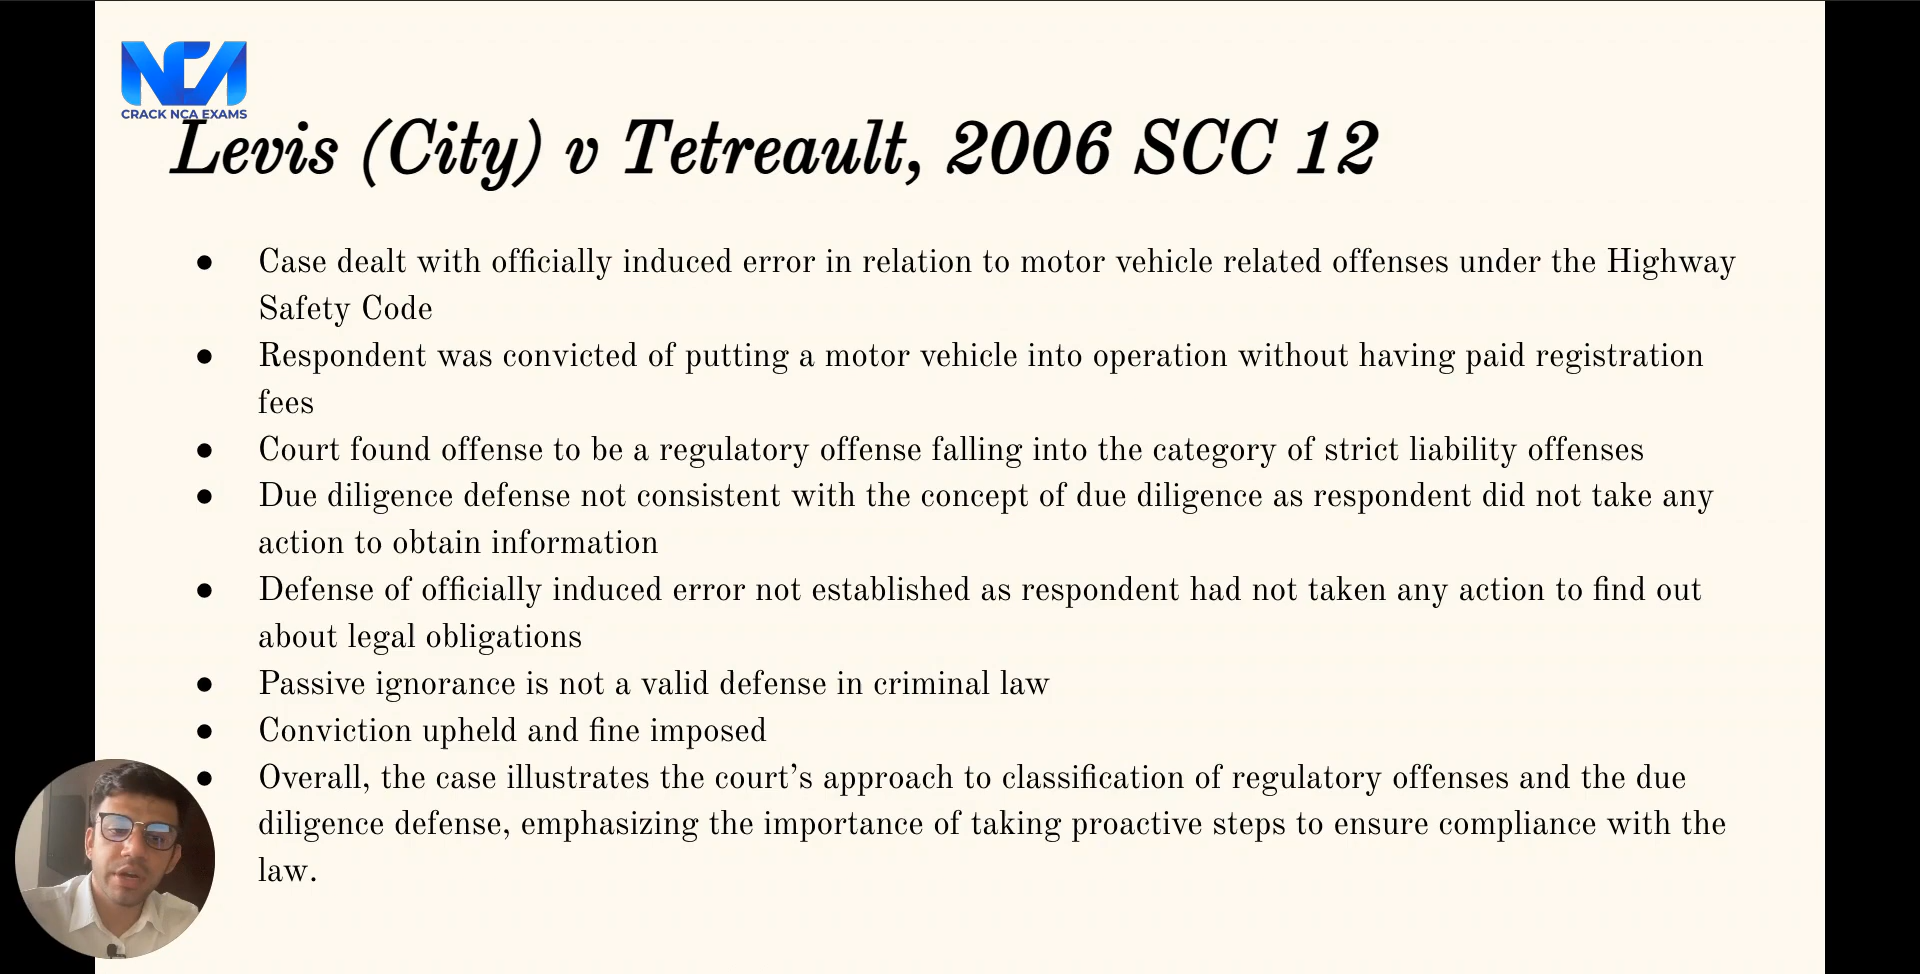 NCA
CRACK NCA EXAMS
Levis (City) v Tetreault, 2006 SCC 12
● Case dealt with officially induced error in relation to motor vehicle related offenses under the Highway
Safety Code
● Respondent was convicted of putting a motor vehicle into operation without having paid registration
fees
● Court found offense to be a regulatory offense falling into the category of strict liability offenses
● Due diligence defense not consistent with the concept of due diligence as respondent did not take any
action to obtain information
● Defense of officially induced error not established as respondent had not taken any action to find out
about legal obligations
● Passive ignorance is not a valid defense in criminal law
● Conviction upheld and fine imposed
● Overall, the case illustrates the court’s approach to classification of regulatory offenses and the due
diligence defense, emphasizing the importance of taking proactive steps to ensure compliance with the
law.